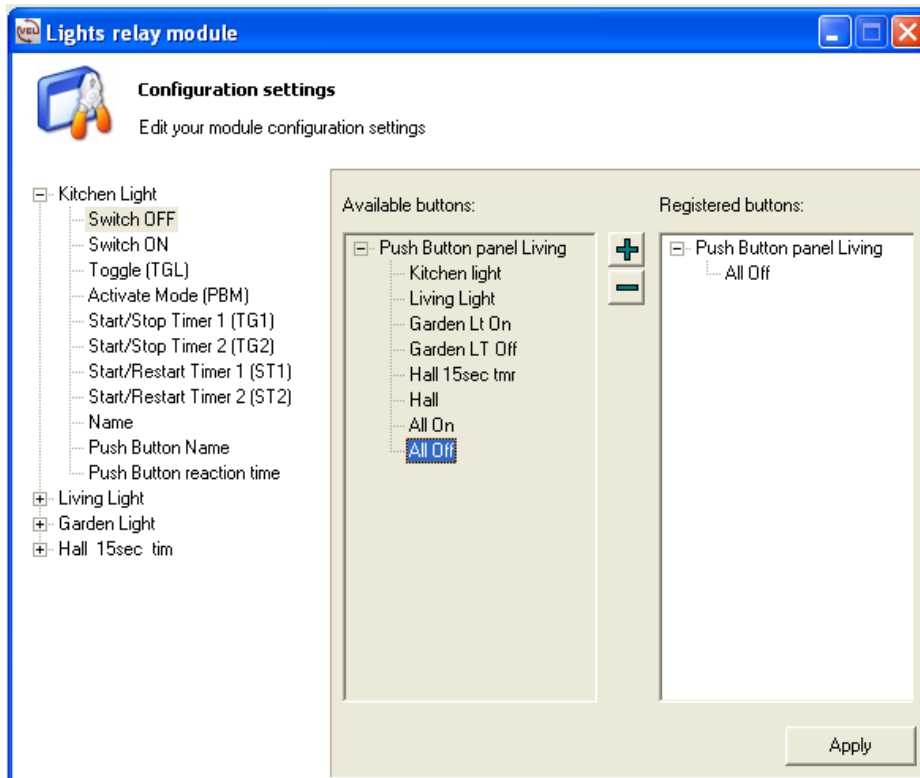 VEL Lights relay module
Configuration settings
Edit your module configuration settings
Kitchen Light
Switch OFF
Switch ON
Toggle (TGL)
Activate Mode (PBM)
Start/Stop Timer 1 (TG1)
Start/Stop Timer 2 (TG2)
Start/Restart Timer 1 (ST1)
Start/Restart Timer 2 (ST2)
Name
Push Button Name
Push Button reaction time
Living Light
Garden Light
Hall 15sec tim
Available buttons:
Push Button panel Living
Kitchen light
Living Light
Garden Lt On
Garden LT Off
Hall 15sec tmr
Hall
All On
All Off
Registered buttons:
Push Button panel Living
All Off
Apply